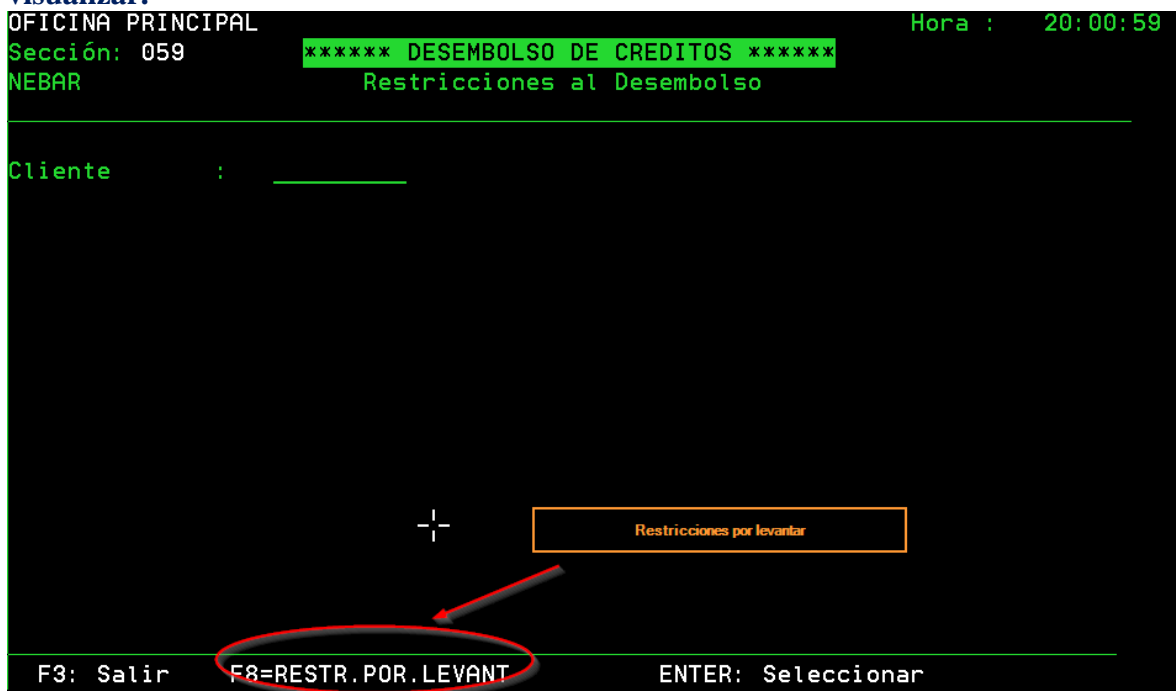 visualizar:
OFICINA PRINCIPAL Hora : 20:00:59
Sección: 059 ****** DESEMBOLSO DE CREDITOS ******
NEBAR Restricciones al Desembolso
Cliente :
Restricciones por levantar
F3: Salir F8=RESTR.POR.LEVANT ENTER: Seleccionar